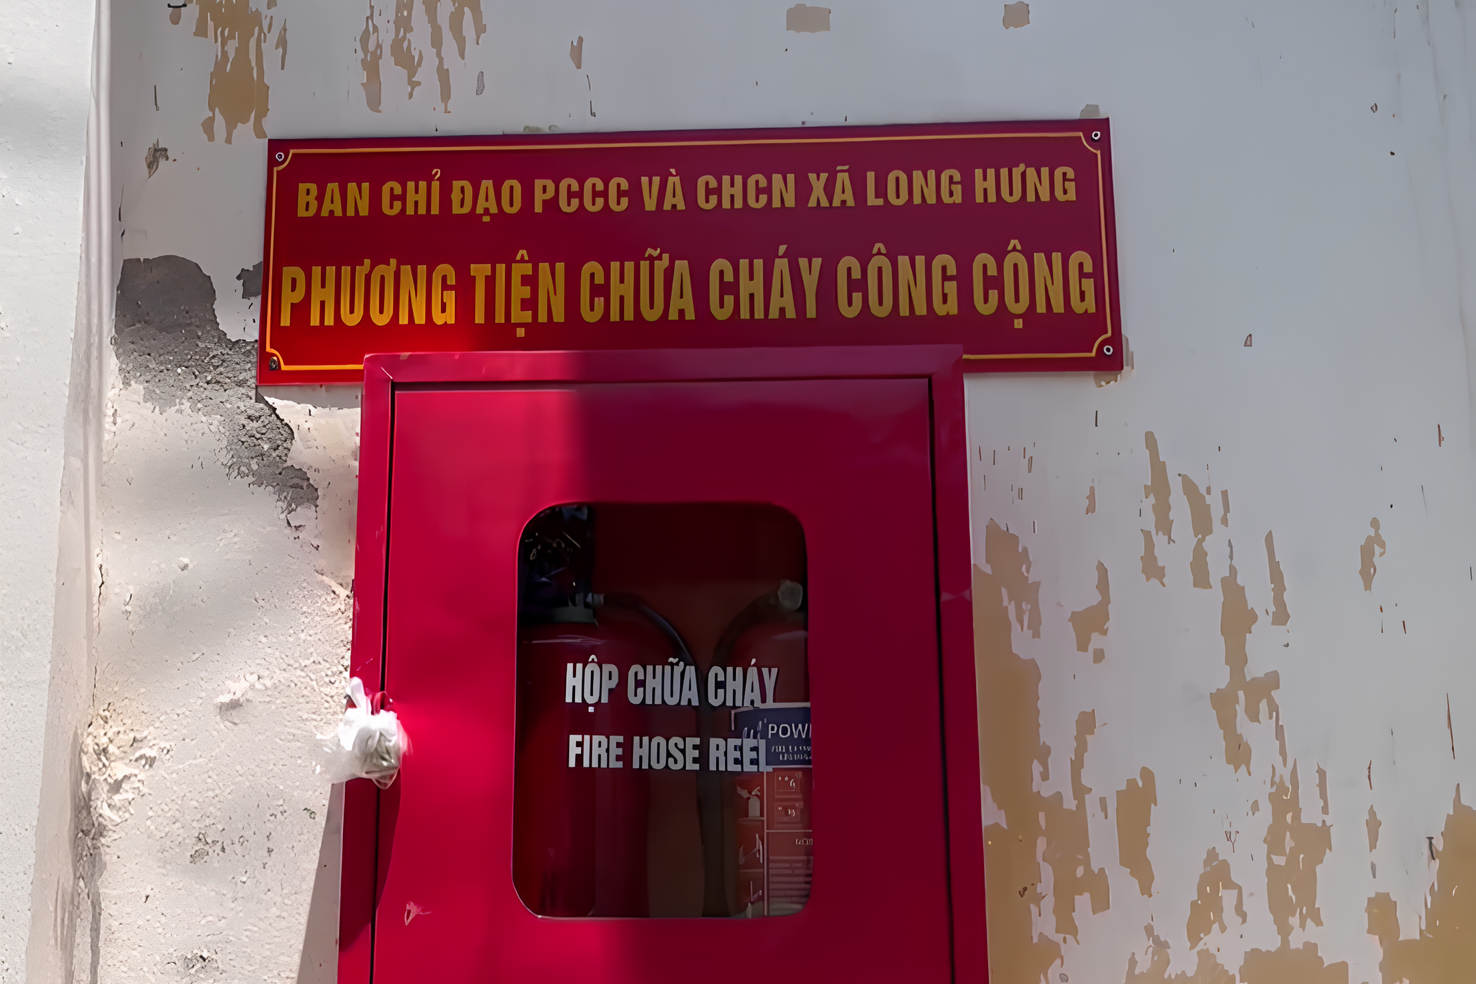 BAN CHỈ ĐẠO PCCC VÀ CHCN XÃ LONG HƯNG
PHƯƠNG TIỆN CHỮA CHÁY CÔNG CỘNG
HỘP CHỮA CHÁY
FIRE HOSE REEL